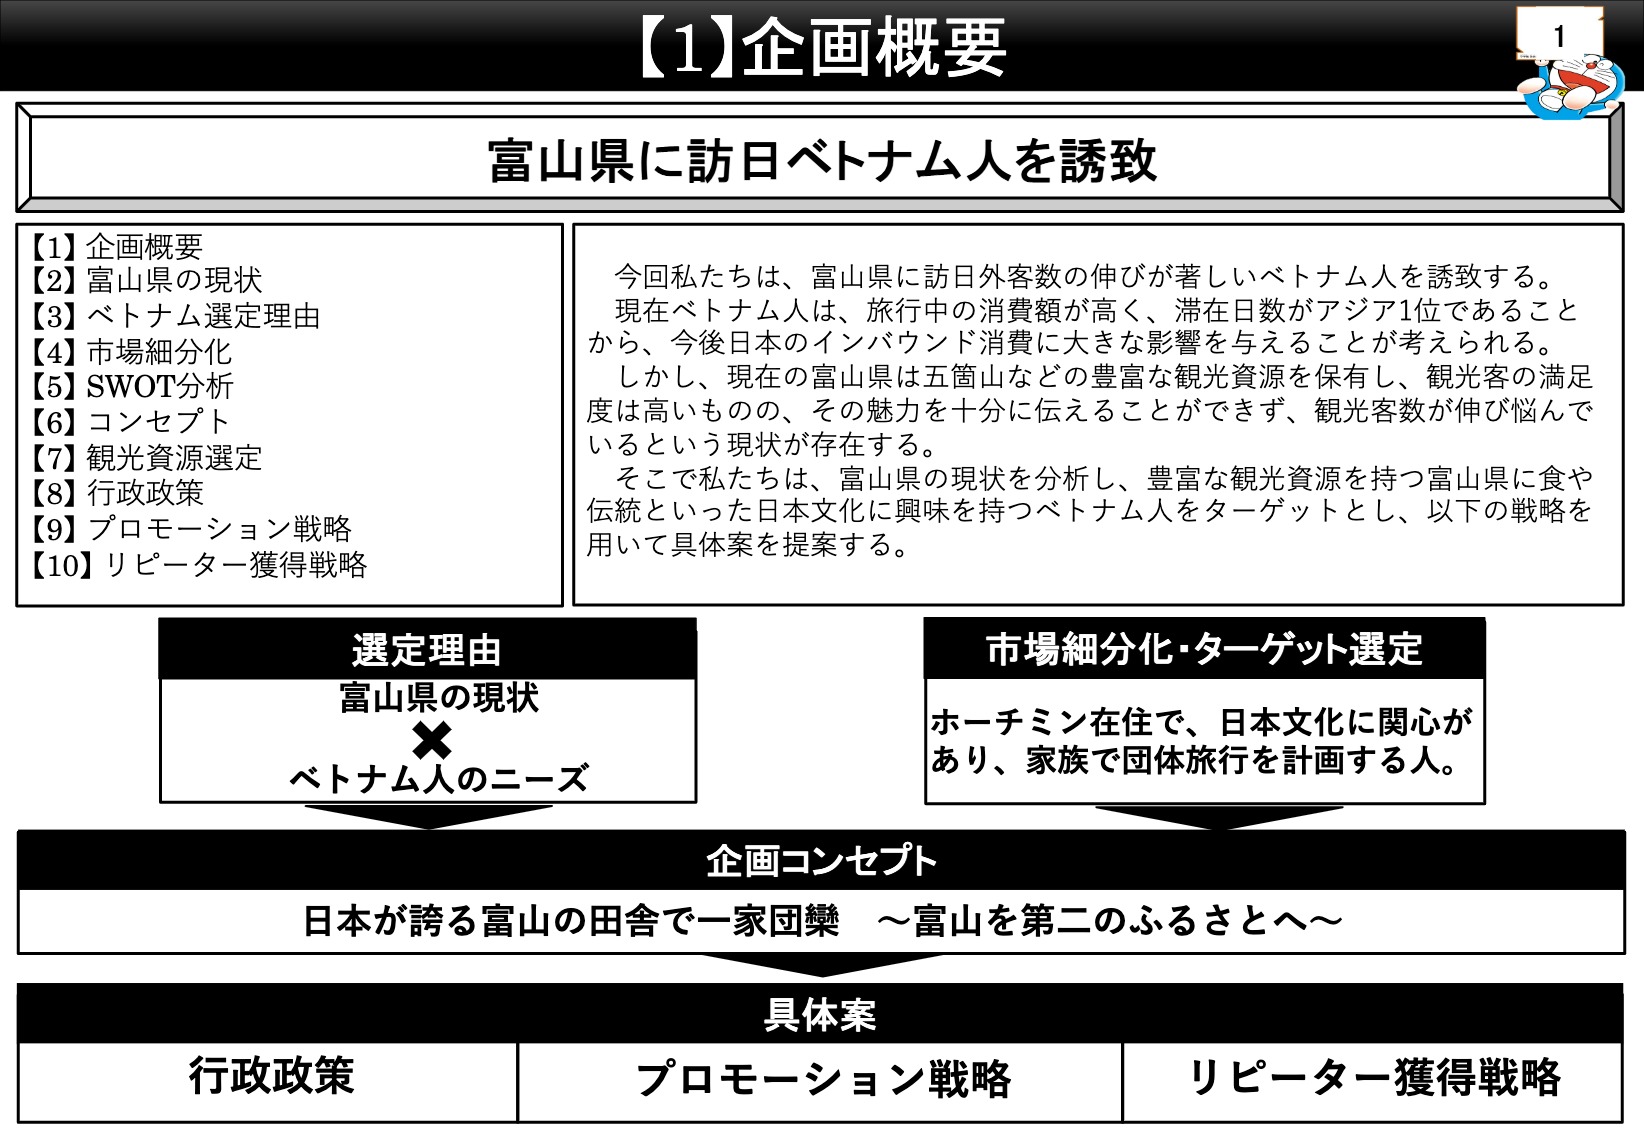 【1】企画概要
1
富山県に訪日ベトナム人を誘致
【1】企画概要
【2】富山県の現状
【3】ベトナム選定理由
【4】市場細分化
【5】SWOT分析
【6】コンセプト
【7】観光資源選定
【8】行政政策
【9】プロモーション戦略
【10】リピーター獲得戦略
今回私たちは、富山県に訪日外客数の伸びが著しいベトナム人を誘致する。
現在ベトナム人は、旅行中の消費額が高く、滞在日数がアジア1位であること
から、今後日本のインバウンド消費に大きな影響を与えることが考えられる。
しかし、現在の富山県は五箇山などの豊富な観光資源を保有し、観光客の満足
度は高いものの、その魅力を十分に伝えることができず、観光客数が伸び悩んで
いるという現状が存在する。
そこで私たちは、富山県の現状を分析し、豊富な観光資源を持つ富山県に食や
伝統といった日本文化に興味を持つベトナム人をターゲットとし、以下の戦略を
用いて具体案を提案する。
選定理由
富山県の現状
✖
ベトナム人のニーズ
市場細分化・ターゲット選定
ホーチミン在住で、日本文化に関心が
あり、家族で団体旅行を計画する人。
企画コンセプト
日本が誇る富山の田舎で一家団欒　～富山を第二のふるさとへ～
具体案
行政政策
プロモーション戦略
リピーター獲得戦略